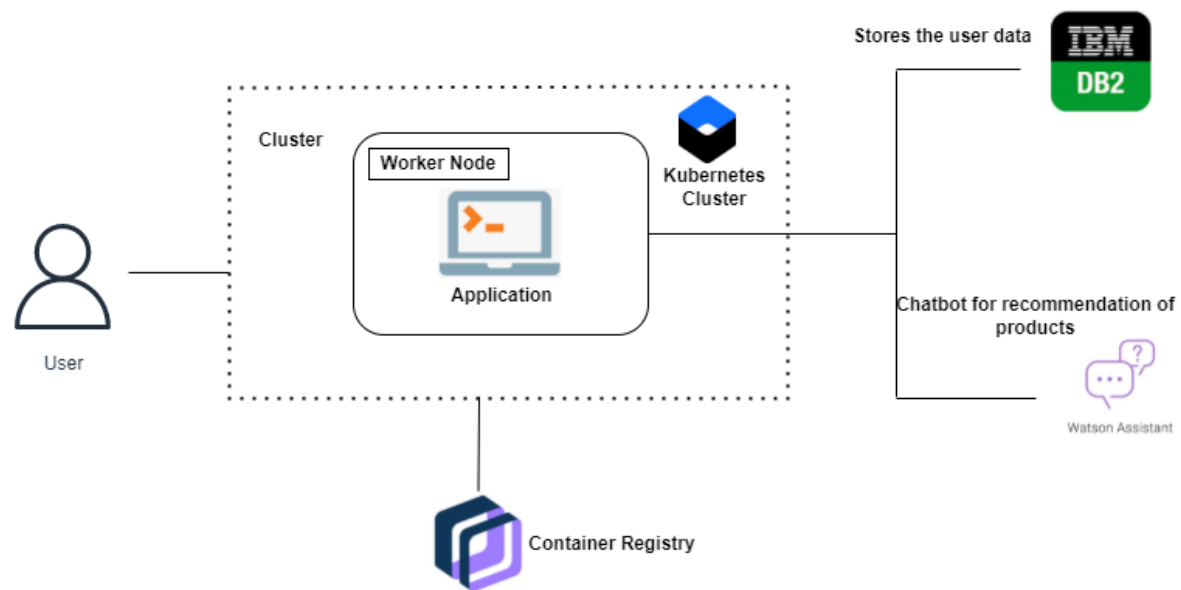 Stores the user data
IBM
DB2
Cluster
Worker Node
Kubernetes
Cluster
Application
User
Chatbot for recommendation of
products
?
Watson Assistant
Container Registry